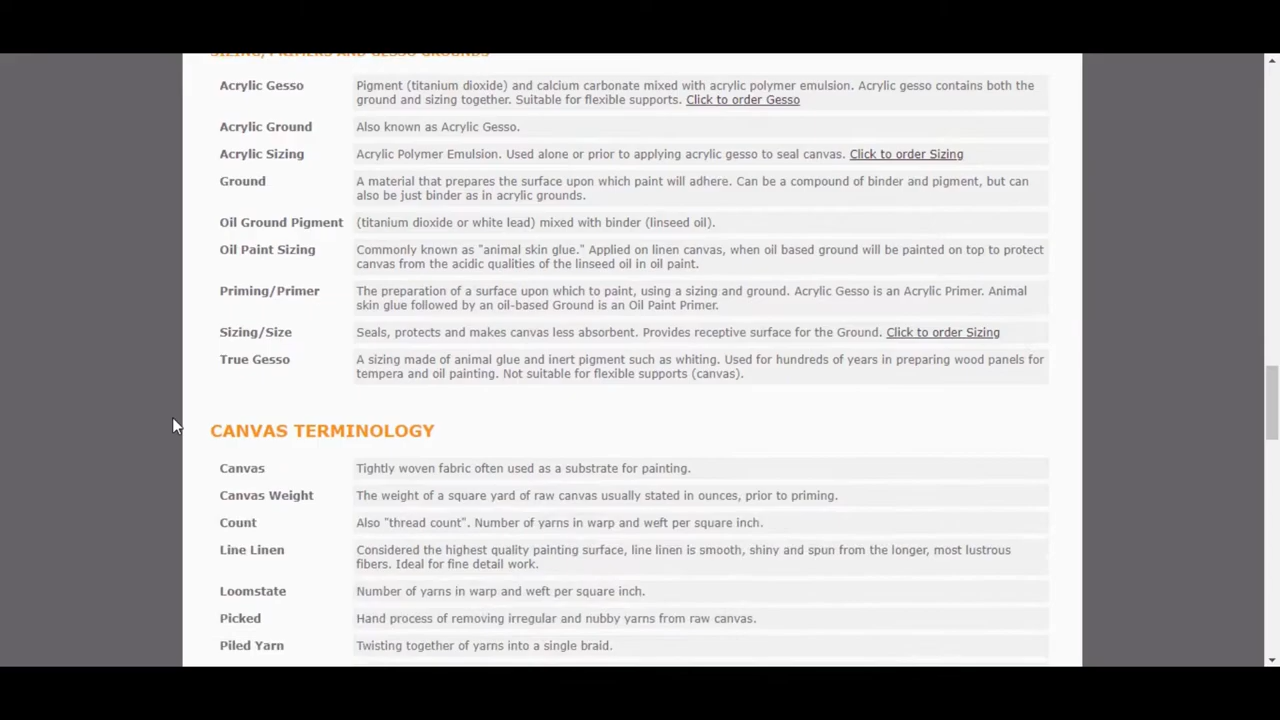 SIZING, PRIMERS AND GESSO GROUNDS
Acrylic Gesso Pigment (titanium dioxide) and calcium carbonate mixed with acrylic polymer emulsion. Acrylic gesso contains both the
ground and sizing together. Suitable for flexible supports. Click to order Gesso
Acrylic Ground Also known as Acrylic Gesso.
Acrylic Sizing Acrylic Polymer Emulsion. Used alone or prior to applying acrylic gesso to seal canvas. Click to order Sizing
Ground A material that prepares the surface upon which paint will adhere. Can be a compound of binder and pigment, but can
also be just binder as in acrylic grounds.
Oil Ground Pigment (titanium dioxide or white lead) mixed with binder (linseed oil).
Oil Paint Sizing Commonly known as "animal skin glue." Applied on linen canvas, when oil based ground will be painted on top to protect
canvas from the acidic qualities of the linseed oil in oil paint.
Priming/Primer The preparation of a surface upon which to paint, using a sizing and ground. Acrylic Gesso is an Acrylic Primer. Animal
skin glue followed by an oil-based Ground is an Oil Paint Primer.
Sizing/Size Seals, protects and makes canvas less absorbent. Provides receptive surface for the Ground. Click to order Sizing
True Gesso A sizing made of animal glue and inert pigment such as whiting. Used for hundreds of years in preparing wood panels for
tempera and oil painting. Not suitable for flexible supports (canvas).
CANVAS TERMINOLOGY
Canvas Tightly woven fabric often used as a substrate for painting.
Canvas Weight The weight of a square yard of raw canvas usually stated in ounces, prior to priming.
Count Also "thread count". Number of yarns in warp and weft per square inch.
Line Linen Considered the highest quality painting surface, line linen is smooth, shiny and spun from the longer, most lustrous
fibers. Ideal for fine detail work.
Loomstate Number of yarns in warp and weft per square inch.
Picked Hand process of removing irregular and nubby yarns from raw canvas.
Piled Yarn Twisting together of yarns into a single braid.